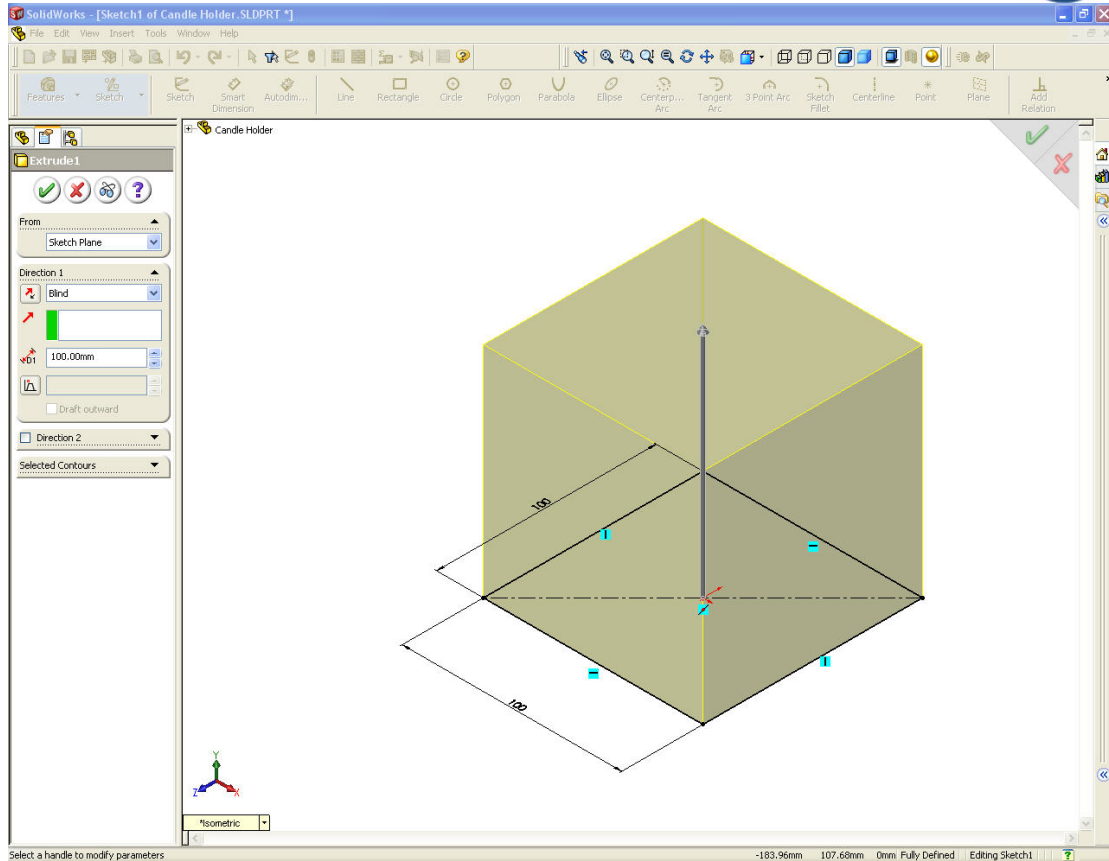 SolidWorks - [Sketch1 of Candle Holder.SLDPRT *]
File Edit View Insert Tools Window Help
Features Sketch Sketch Smart Dimension Autodim... Line Rectangle Circle Polygon Parabola Ellipse Centerp... Arc Tangent Arc 3 Point Arc Sketch Fillet Centerline Point Plane Add Relation
Candle Holder
Extrude1
From
Sketch Plane
Direction 1
Blind
D1 100.00mm
Draft outward
Direction 2
Selected Contours
100
100
Y
Z X
*Isometric
Select a handle to modify parameters -183.96mm 107.68mm 0mm Fully Defined Editing Sketch1